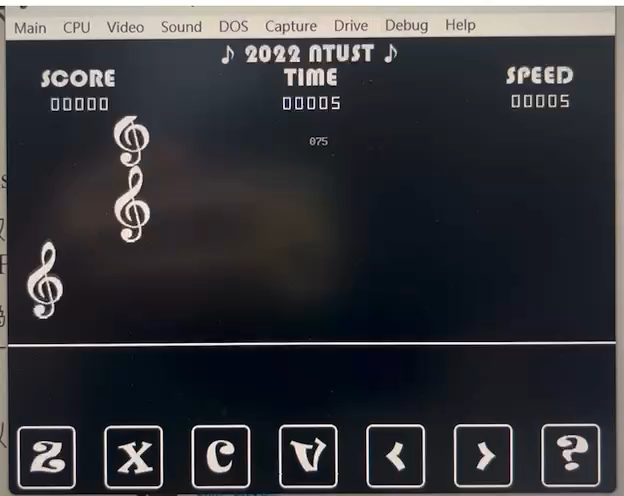 Main CPU Video Sound DOS Capture Drive Debug Help
♪ 2022 NTUST ♪
SCORE TIME SPEED
00000 00005 00005
075
Z X C V < > ?